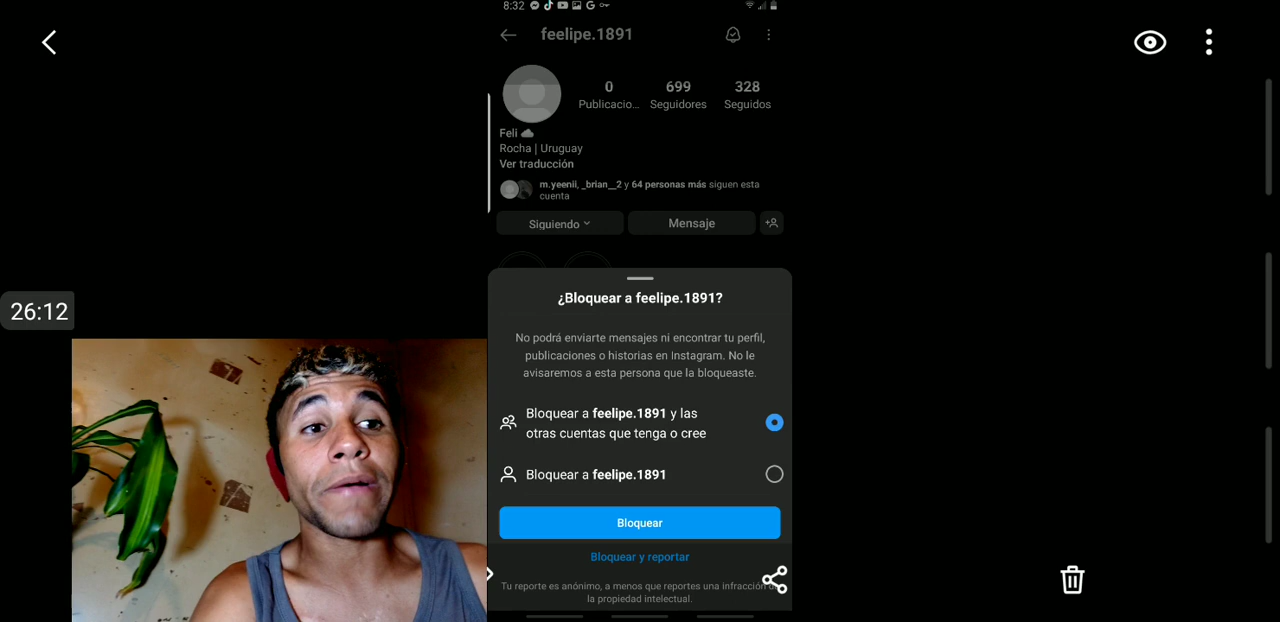 8:32
feelipe.1891
0 699 328
Publicacio... Seguidores Seguidos
Feli
Rocha | Uruguay
Ver traducción
m.yeenii, _brian__2 y 64 personas más siguen esta
cuenta
Siguiendo Mensaje
26:12
¿Bloquear a feelipe.1891?
No podrá enviarte mensajes ni encontrar tu perfil,
publicaciones o historias en Instagram. No le
avisaremos a esta persona que la bloqueaste.
Bloquear a feelipe.1891 y las
otras cuentas que tenga o cree
Bloquear a feelipe.1891
Bloquear
Bloquear y reportar
Tu reporte es anónimo, a menos que reportes una infracción
la propiedad intelectual.